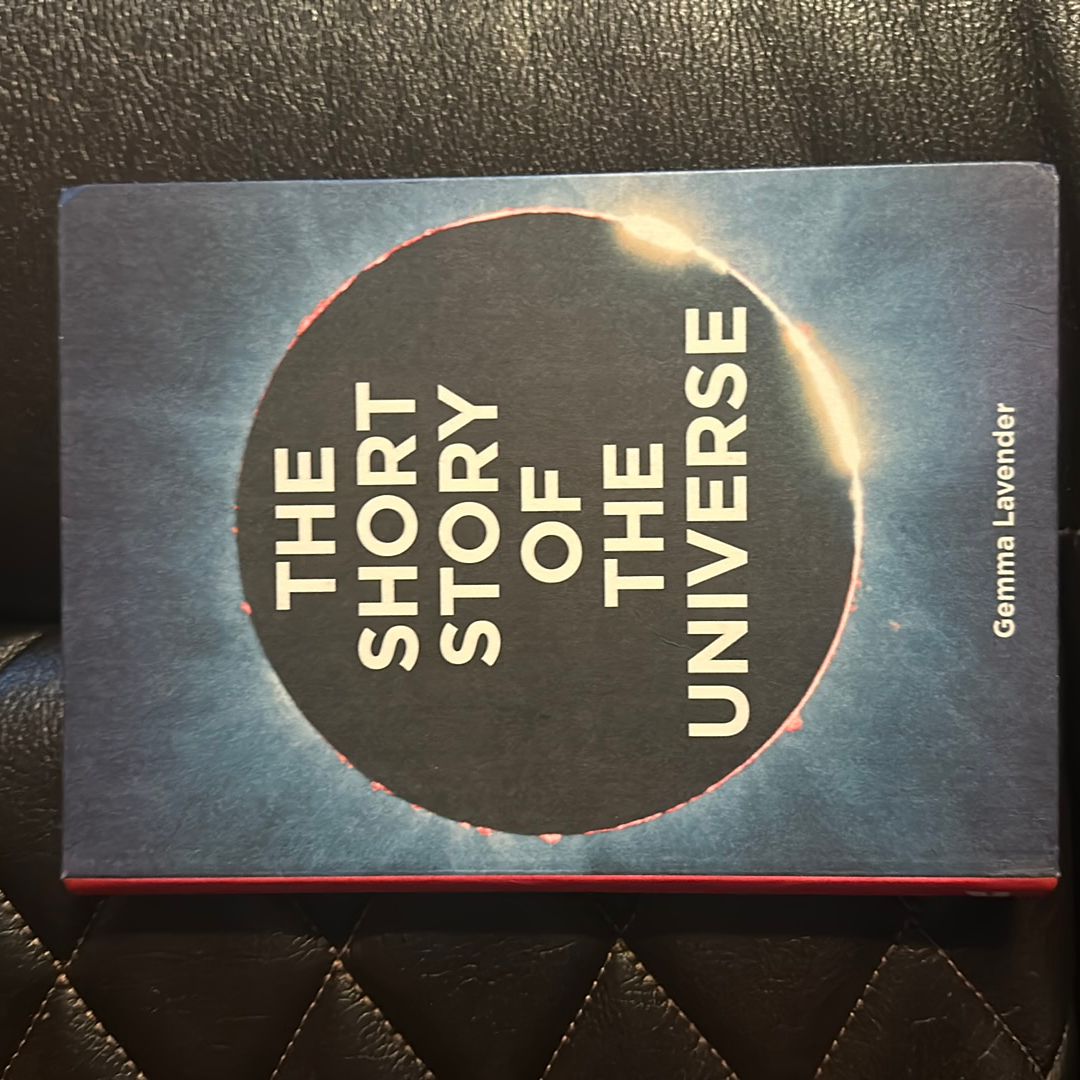 THE
SHORT
STORY
OF
THE
UNIVERSE
Gemma Lavender